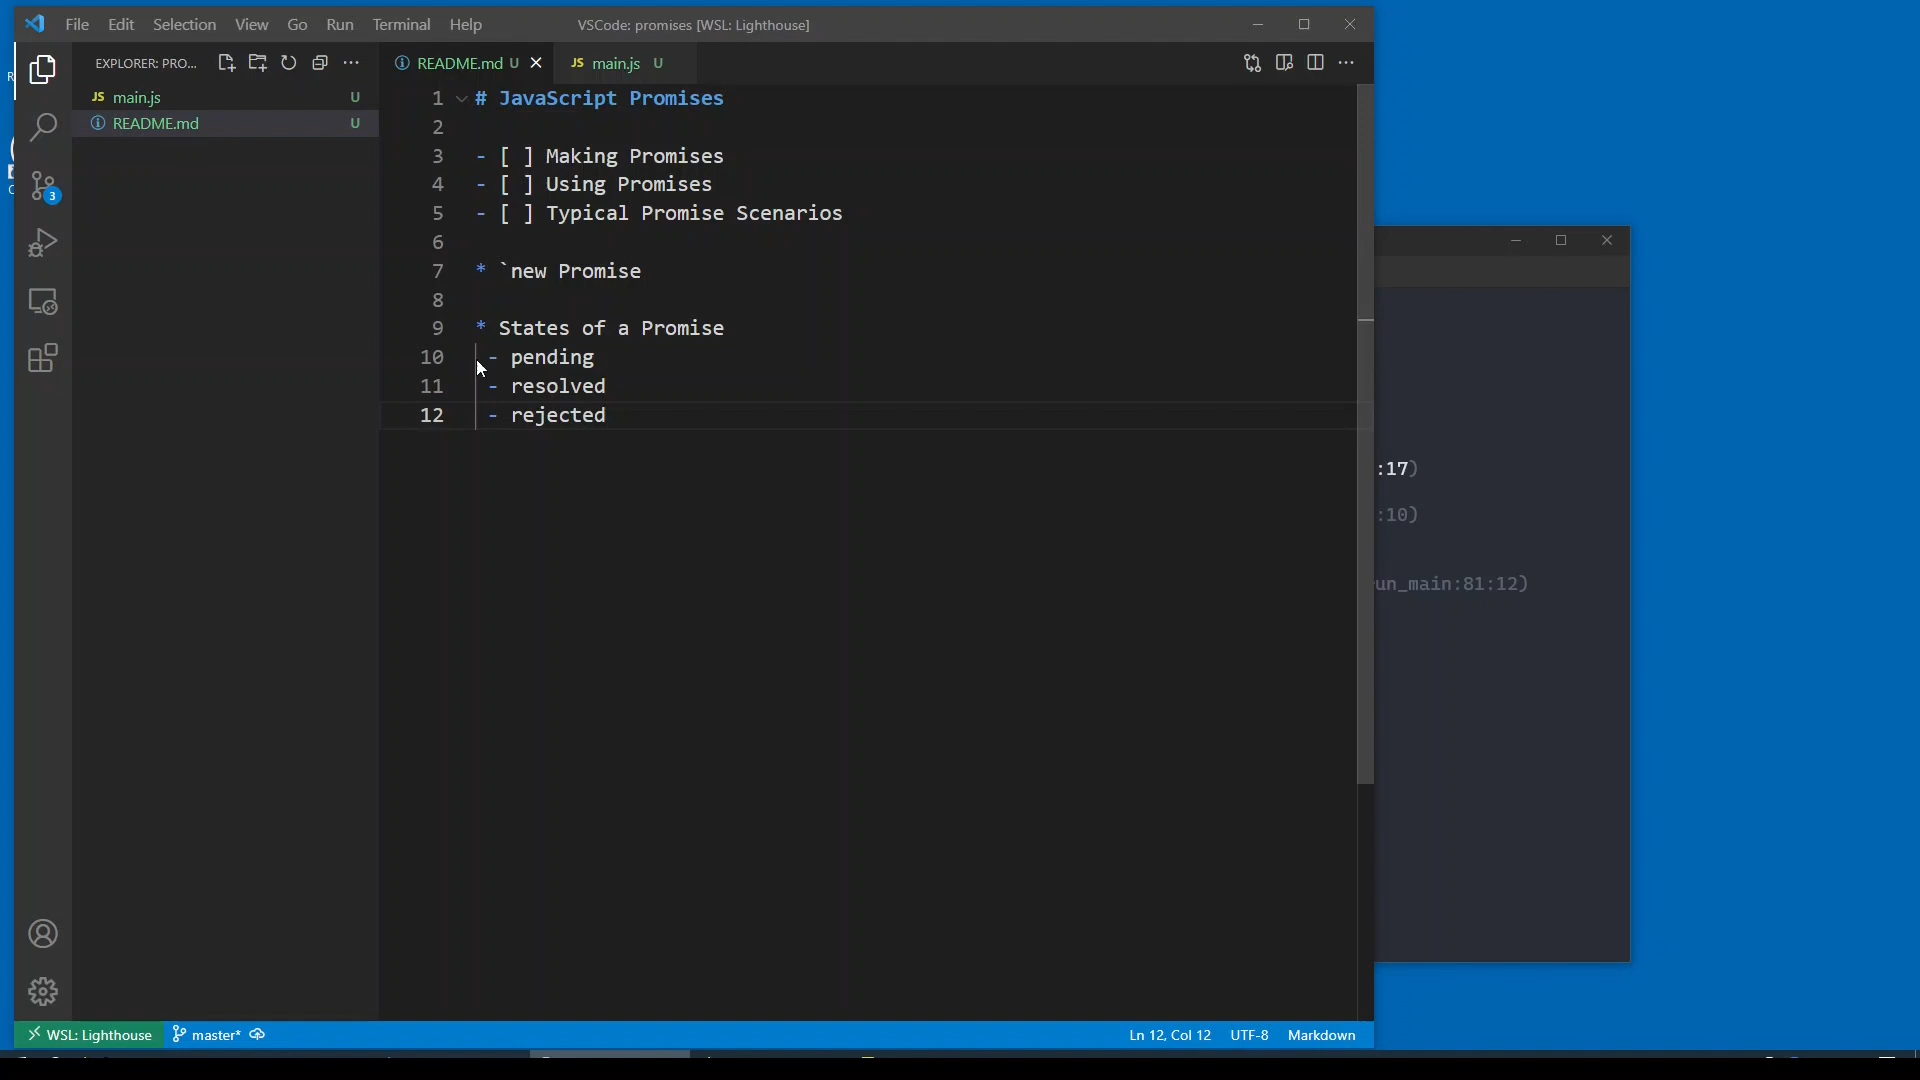 File Edit Selection View Go Run Terminal Help
VSCode: promises [WSL: Lighthouse]
EXPLORER: PRO...
README.md U
JS main.js U
JS main.js U
README.md U
3
1 # JavaScript Promises
2
3 - [ ] Making Promises
4 - [ ] Using Promises
5 - [ ] Typical Promise Scenarios
6
7 * `new Promise
8
9 * States of a Promise
10 - pending
11 - resolved
12 - rejected
:17)
:10)
un_main:81:12)
WSL: Lighthouse
master*
Ln 12, Col 12
UTF-8
Markdown